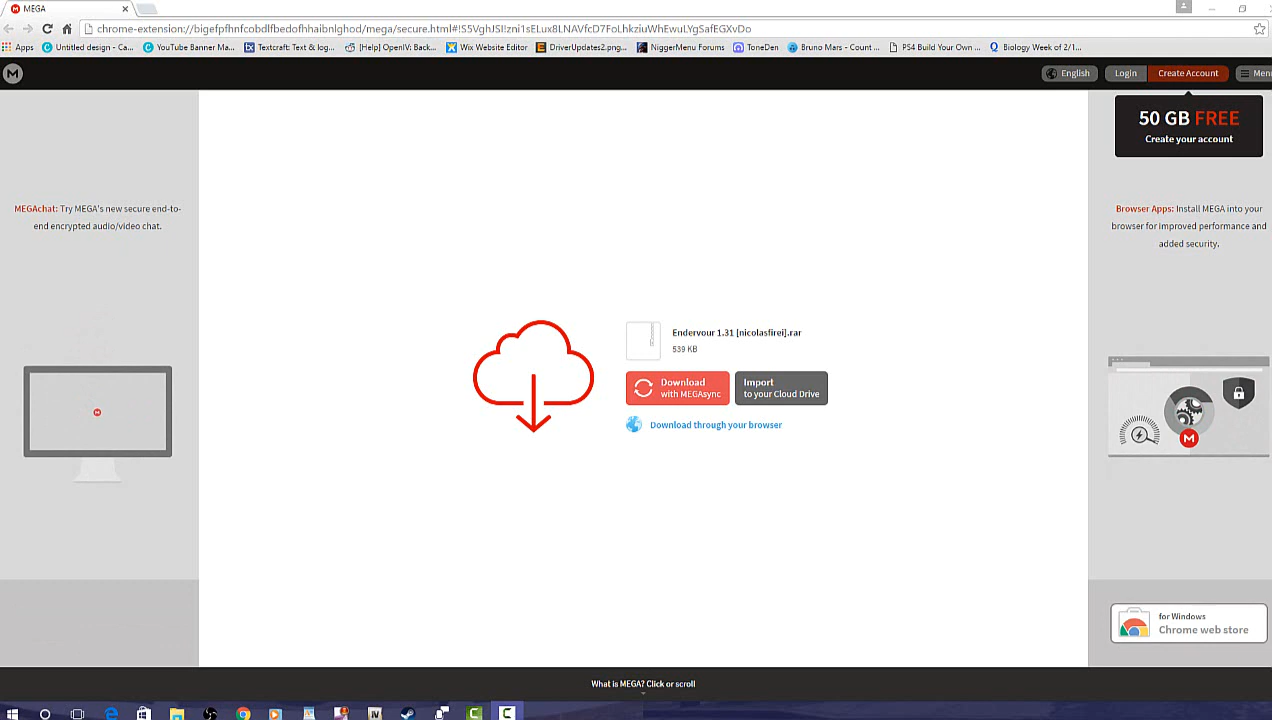 MEGA
chrome-extension://bigefpfhnfcobdlfbedofhhaibnlghod/mega/secure.html#!S5VghJSI!zni1sELux8LNAVfcD7FoLhkziuWhEwuLYgSafEGXvDo
Apps
Untitled design - Ca...
YouTube Banner Ma...
Textcraft: Text & log...
[Help] OpenIV: Back...
Wix Website Editor
DriverUpdates2.png...
NiggerMenu Forums
ToneDen
Bruno Mars - Count ...
PS4 Build Your Own ...
Biology Week of 2/1...
M
English
Login
Create Account
Menu
50 GB FREE
Create your account
MEGAchat: Try MEGA's new secure end-to-
end encrypted audio/video chat.
Browser Apps: Install MEGA into your
browser for improved performance and
added security.
Endervour 1.31 [nicolasfirei].rar
539 KB
Download
with MEGAsync
Import
to your Cloud Drive
Download through your browser
M
M
for Windows
Chrome web store
What is MEGA? Click or scroll
IV